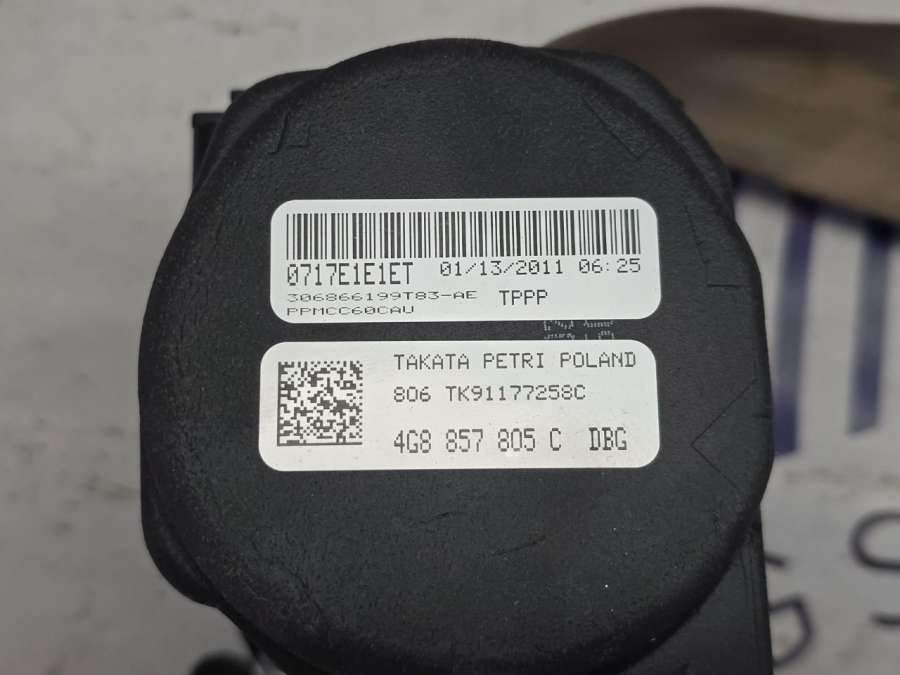 0717E1E1ET 01/13/2011 06:25
306866199T83-AE TPPP
PPMCC60CAU
TAKATA PETRI POLAND
806 TK91177258C
4G8 857 805 C DBG